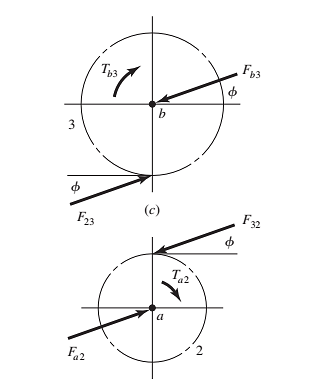 T_b3
F_b3
ϕ
b
3
ϕ
F_23
(c)
F_32
ϕ
T_a2
a
F_a2
2